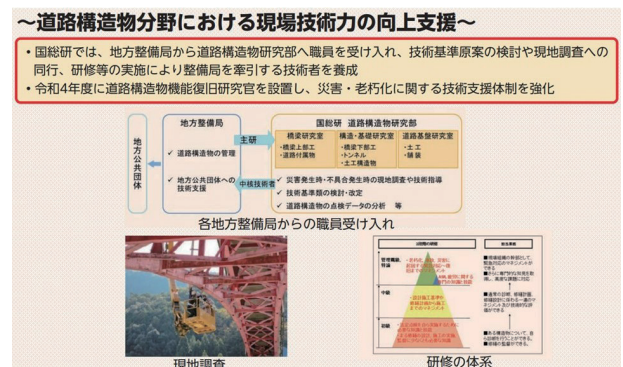 ～道路構造物分野における現場技術力の向上支援～
・国総研では、地方整備局から道路構造物研究部へ職員を受け入れ、技術基準原案の検討や現地調査への
同行、研修等の実施により整備局を牽引する技術者を養成
・令和4年度に道路構造物機能復旧研究官を設置し、災害・老朽化に関する技術支援体制を強化
地方公共団体
地方整備局
✓ 道路構造物の管理
✓ 地方公共団体への
技術支援
主研
中核技術者
国総研 道路構造物研究部
橋梁研究室
・橋梁上部工
・道路付属物
構造・基礎研究室
・橋梁下部工
・トンネル
・土工構造物
道路基盤研究室
・土工
・舗装
✓ 災害発生時・不具合発生時の現地調査や技術指導
✓ 技術基準類の検討・改定
✓ 道路構造物の点検データの分析 等
各地方整備局からの職員受け入れ
現地調査
中級
初級
研修の体系